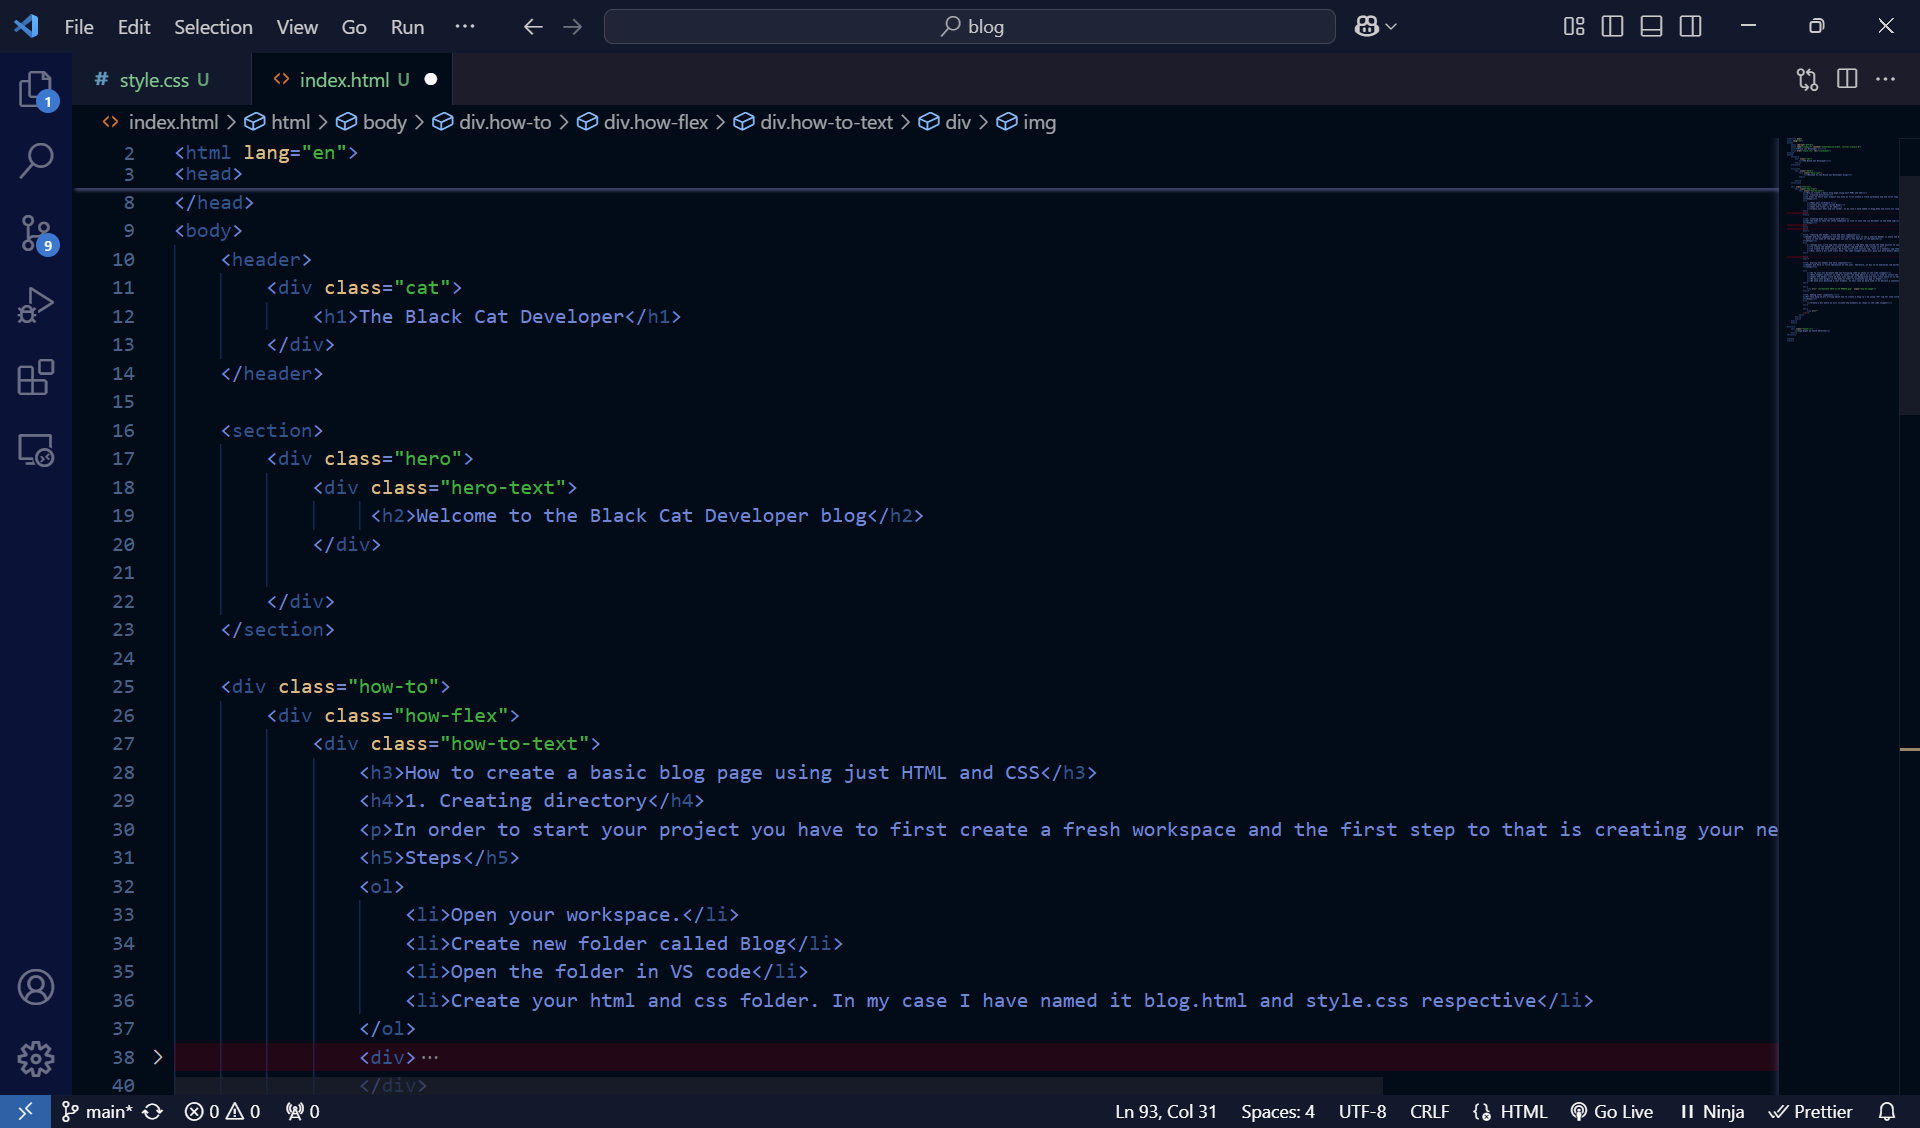 File Edit Selection View Go Run ··· blog
# style.css U <> index.html U
<> index.html > html > body > div.how-to > div.how-flex > div.how-to-text > div > img
2 <html lang="en">
3 <head>
8 </head>
9 <body>
10 <header>
11 <div class="cat">
12 <h1>The Black Cat Developer</h1>
13 </div>
14 </header>
15
16 <section>
17 <div class="hero">
18 <div class="hero-text">
19 <h2>Welcome to the Black Cat Developer blog</h2>
20 </div>
21
22 </div>
23 </section>
24
25 <div class="how-to">
26 <div class="how-flex">
27 <div class="how-to-text">
28 <h3>How to create a basic blog page using just HTML and CSS</h3>
29 <h4>1. Creating directory</h4>
30 <p>In order to start your project you have to first create a fresh workspace and the first step to that is creating your ne
31 <h5>Steps</h5>
32 <ol>
33 <li>Open your workspace.</li>
34 <li>Create new folder called Blog</li>
35 <li>Open the folder in VS code</li>
36 <li>Create your html and css folder. In my case I have named it blog.html and style.css respective</li>
37 </ol>
38 <div>···
40 </div>
1
9
main* 0 0 0 Ln 93, Col 31 Spaces: 4 UTF-8 CRLF HTML Go Live Ninja Prettier